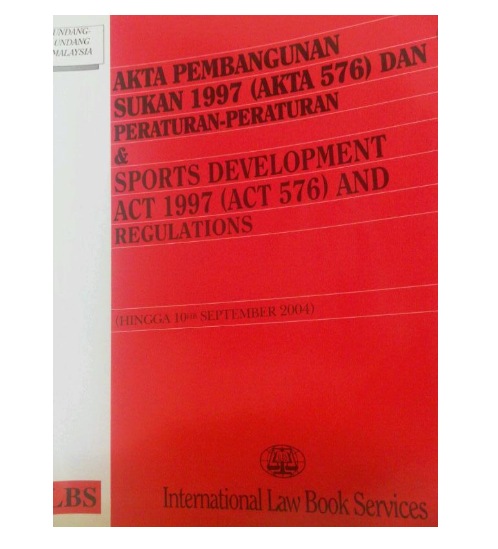 UNDANG-
UNDANG
MALAYSIA
AKTA PEMBANGUNAN
SUKAN 1997 (AKTA 576) DAN
PERATURAN-PERATURAN
&
SPORTS DEVELOPMENT
ACT 1997 (ACT 576) AND
REGULATIONS
(HINGGA 10HB SEPTEMBER 2004)
LBS
International Law Book Services